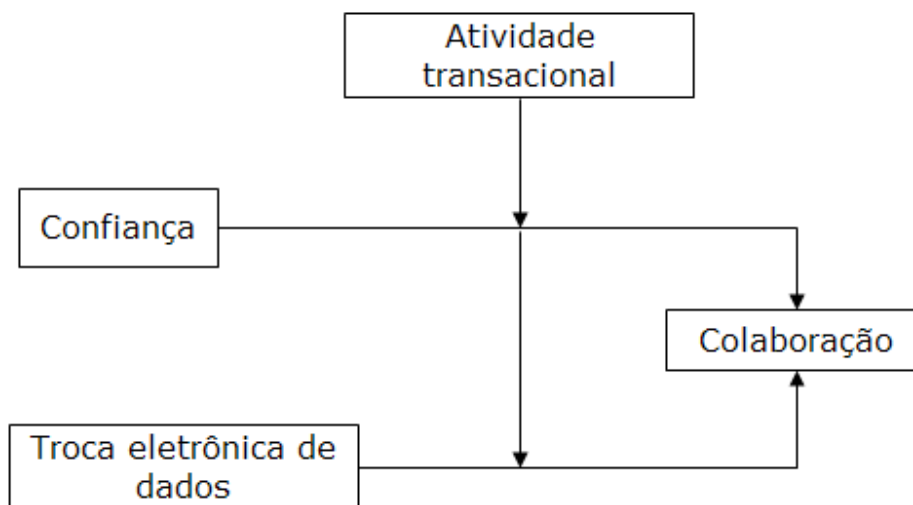 Atividade
transacional
Confiança
Colaboração
Troca eletrônica de
dados